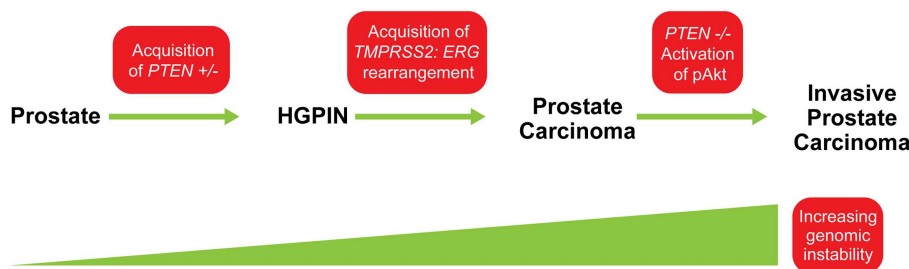 Acquisition
of PTEN +/-
Acquisition of
TMPRSS2: ERG
rearrangement
PTEN -/-
Activation
of pAkt
Prostate
HGPIN
Prostate
Carcinoma
Invasive
Prostate
Carcinoma
Increasing
genomic
instability